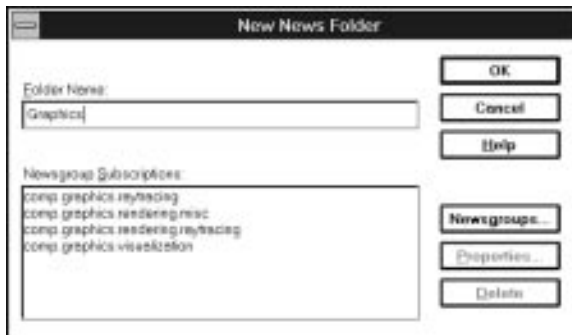 New News Folder
Folder Name:
Graphics
OK
Cancel
Help
Newsgroup Subscriptions:
comp.graphics.raytracing
comp.graphics.rendering.misc
comp.graphics.rendering.raytracing
comp.graphics.visualization
Newsgroups...
Properties...
Delete